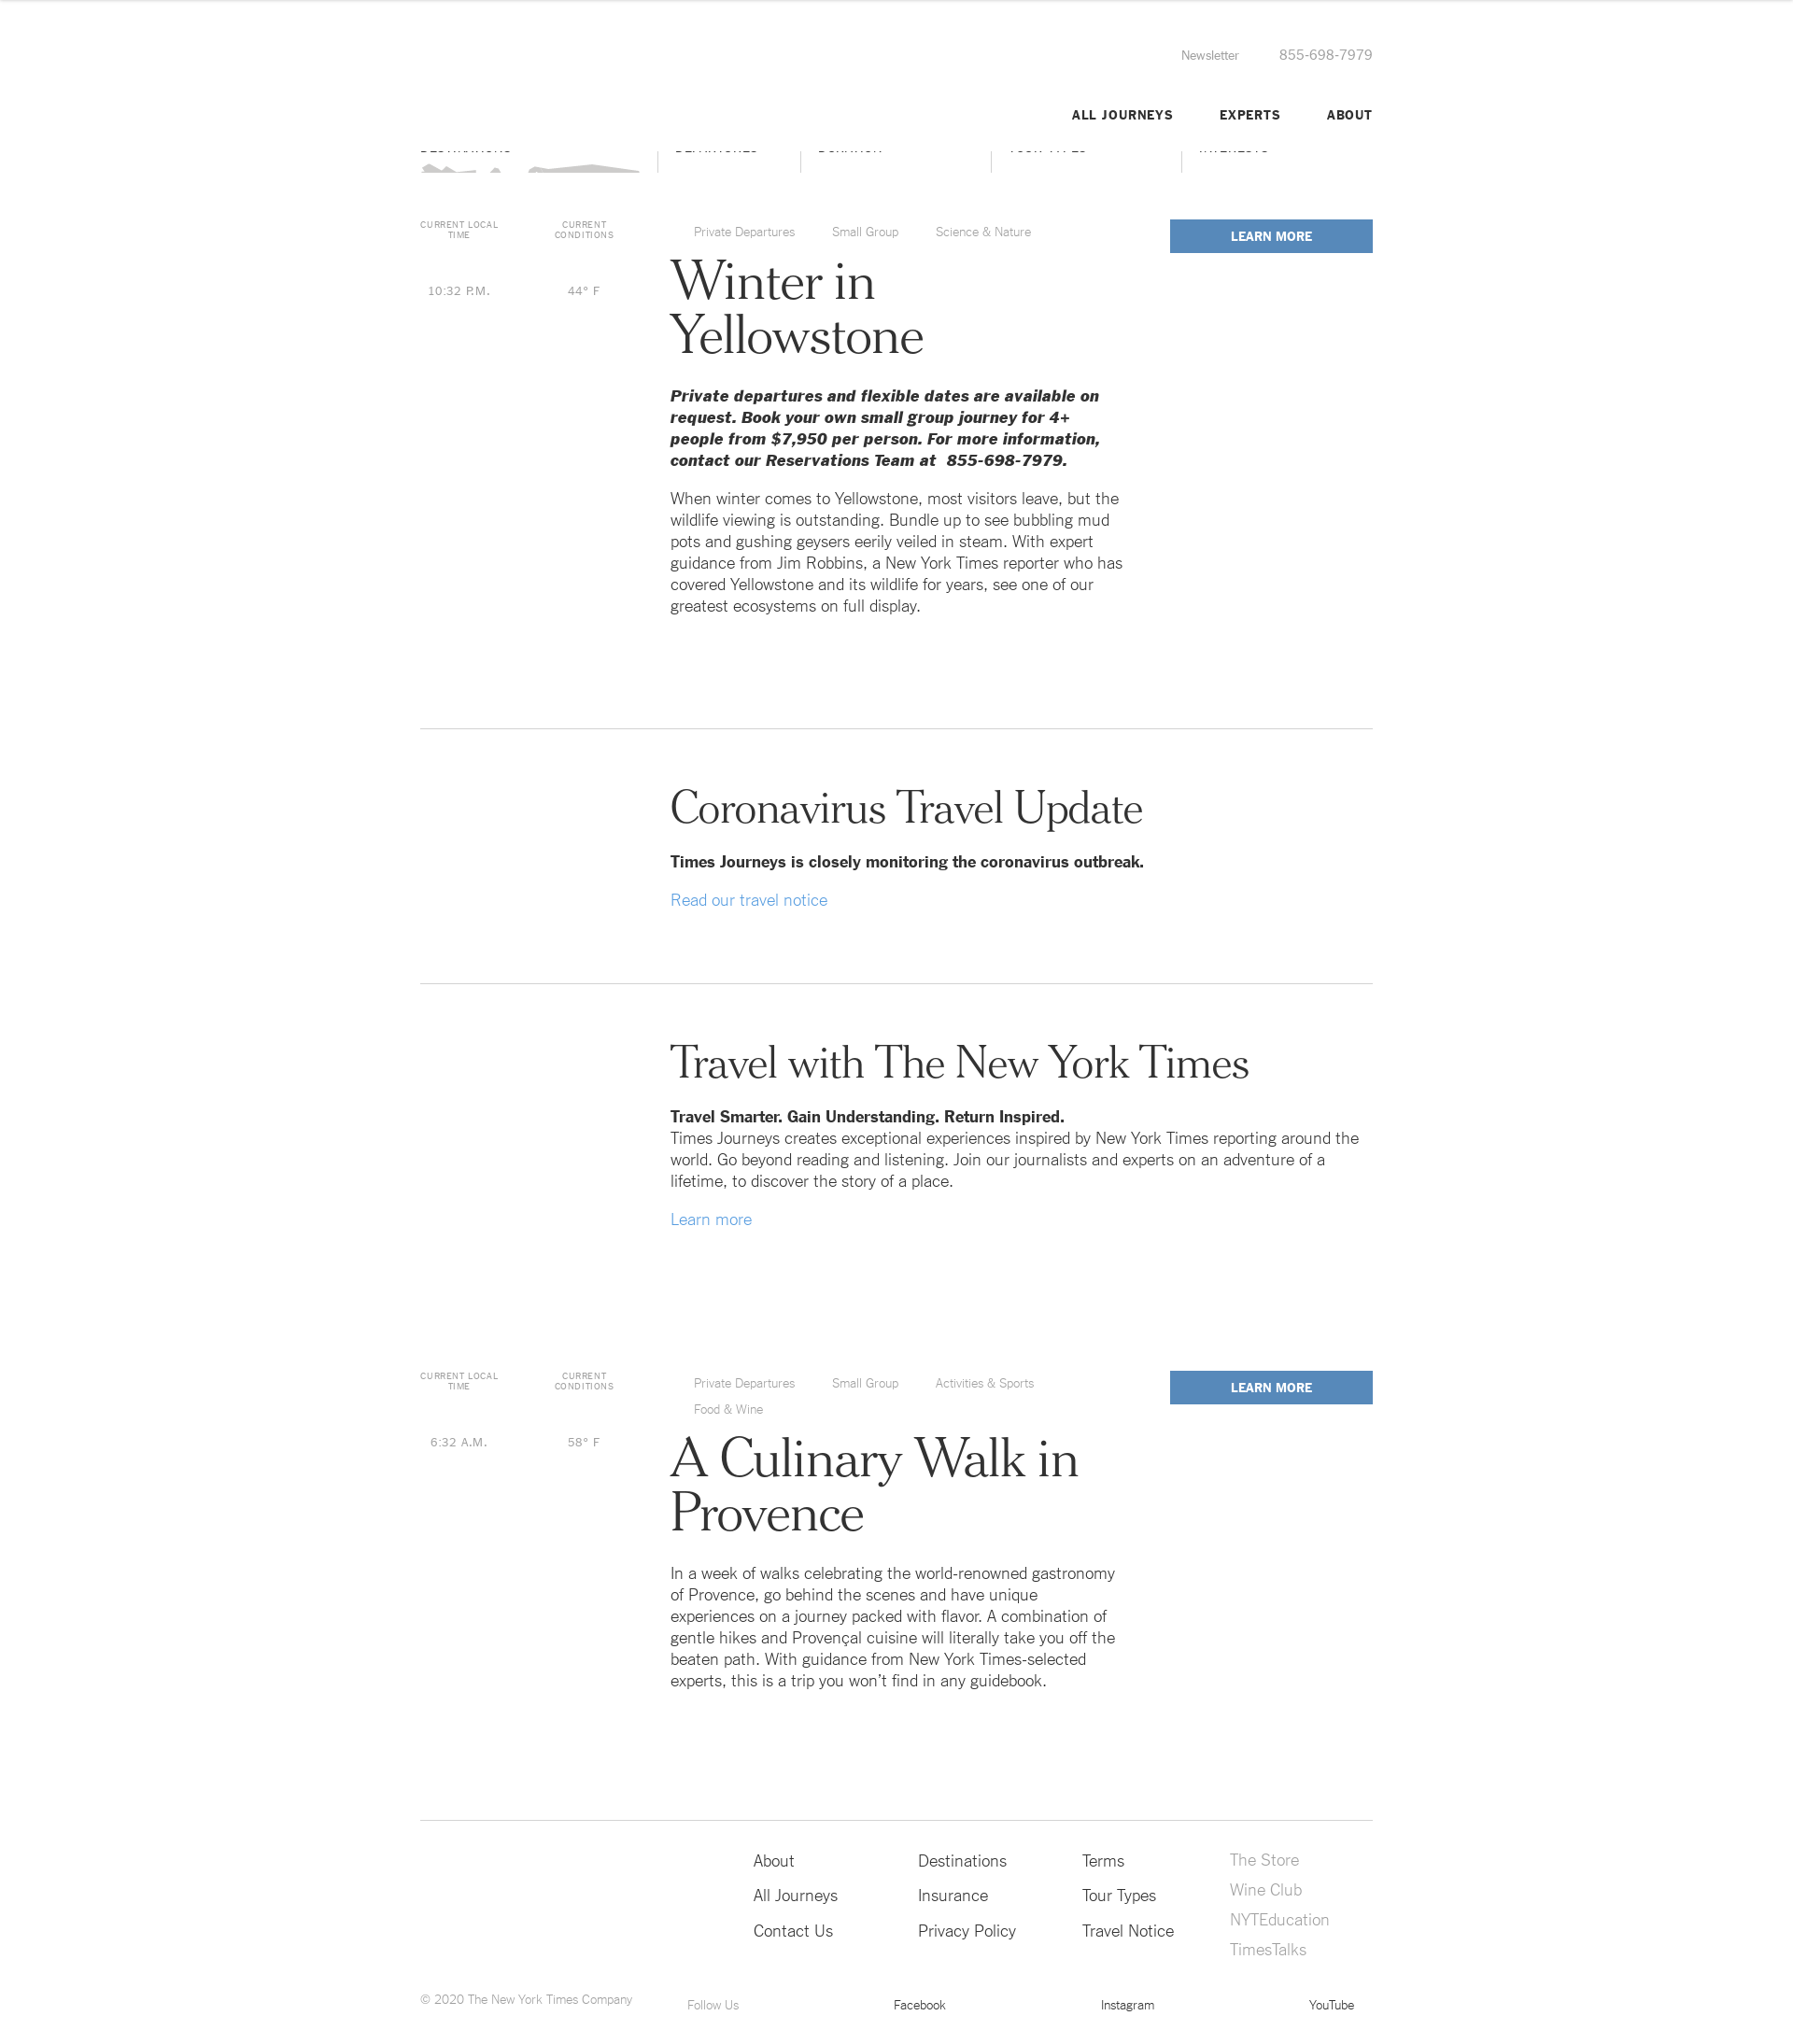 Newsletter 855-698-7979
ALL JOURNEYS EXPERTS ABOUT
DESTINATIONS DEPARTURES DURATION TOUR TYPES INTERESTS
CURRENT LOCAL
TIME
CURRENT
CONDITIONS
10:32 P.M.
44° F
Private Departures Small Group Science & Nature
LEARN MORE
Winter in
Yellowstone
Private departures and flexible dates are available on
request. Book your own small group journey for 4+
people from $7,950 per person. For more information,
contact our Reservations Team at 855-698-7979.
When winter comes to Yellowstone, most visitors leave, but the
wildlife viewing is outstanding. Bundle up to see bubbling mud
pots and gushing geysers eerily veiled in steam. With expert
guidance from Jim Robbins, a New York Times reporter who has
covered Yellowstone and its wildlife for years, see one of our
greatest ecosystems on full display.
Coronavirus Travel Update
Times Journeys is closely monitoring the coronavirus outbreak.
Read our travel notice
Travel with The New York Times
Travel Smarter. Gain Understanding. Return Inspired.
Times Journeys creates exceptional experiences inspired by New York Times reporting around the
world. Go beyond reading and listening. Join our journalists and experts on an adventure of a
lifetime, to discover the story of a place.
Learn more
CURRENT LOCAL
TIME
CURRENT
CONDITIONS
6:32 A.M.
58° F
Private Departures Small Group Activities & Sports
Food & Wine
LEARN MORE
A Culinary Walk in
Provence
In a week of walks celebrating the world-renowned gastronomy
of Provence, go behind the scenes and have unique
experiences on a journey packed with flavor. A combination of
gentle hikes and Provençal cuisine will literally take you off the
beaten path. With guidance from New York Times-selected
experts, this is a trip you won’t find in any guidebook.
About
All Journeys
Contact Us
Destinations
Insurance
Privacy Policy
Terms
Tour Types
Travel Notice
The Store
Wine Club
NYTEducation
TimesTalks
© 2020 The New York Times Company
Follow Us Facebook Instagram YouTube